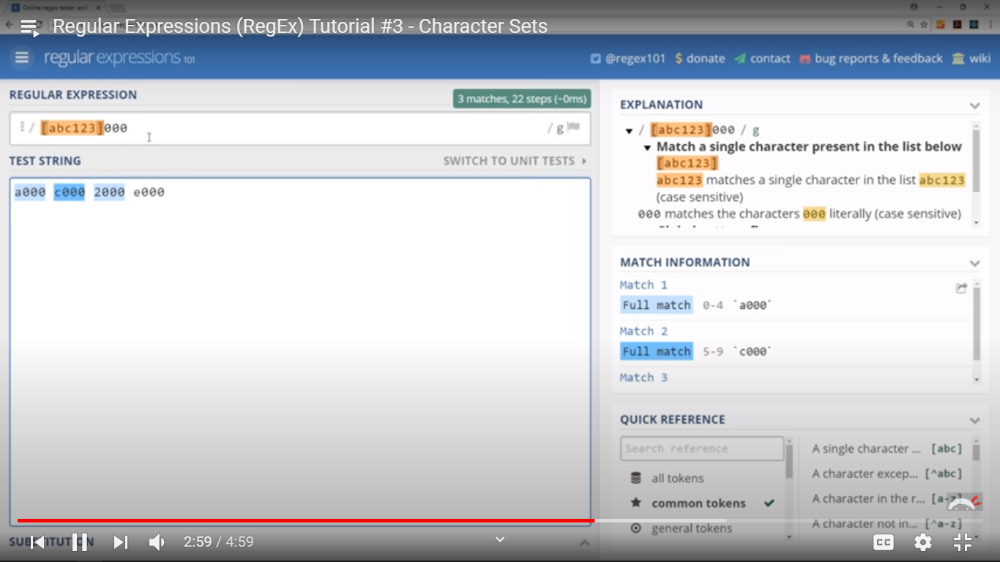 Online regex tester and
Regular Expressions (RegEx) Tutorial #3 - Character Sets
regular expressions 101
@regex101 $ donate contact bug reports & feedback wiki
REGULAR EXPRESSION
3 matches, 22 steps (~0ms)
/ [abc123]000 / g
TEST STRING
SWITCH TO UNIT TESTS
a000 c000 2000 e000
EXPLANATION
/ [abc123]000 / g
Match a single character present in the list below
[abc123]
abc123 matches a single character in the list abc123
(case sensitive)
000 matches the characters 000 literally (case sensitive)
MATCH INFORMATION
Match 1
Full match 0-4 `a000`
Match 2
Full match 5-9 `c000`
Match 3
QUICK REFERENCE
Search reference
all tokens
common tokens
general tokens
A single character ... [abc]
A character excep... [^abc]
A character in the r... [a-z]
A character not in... [^a-z]
SUBSTITUTION
2:59 / 4:59
CC